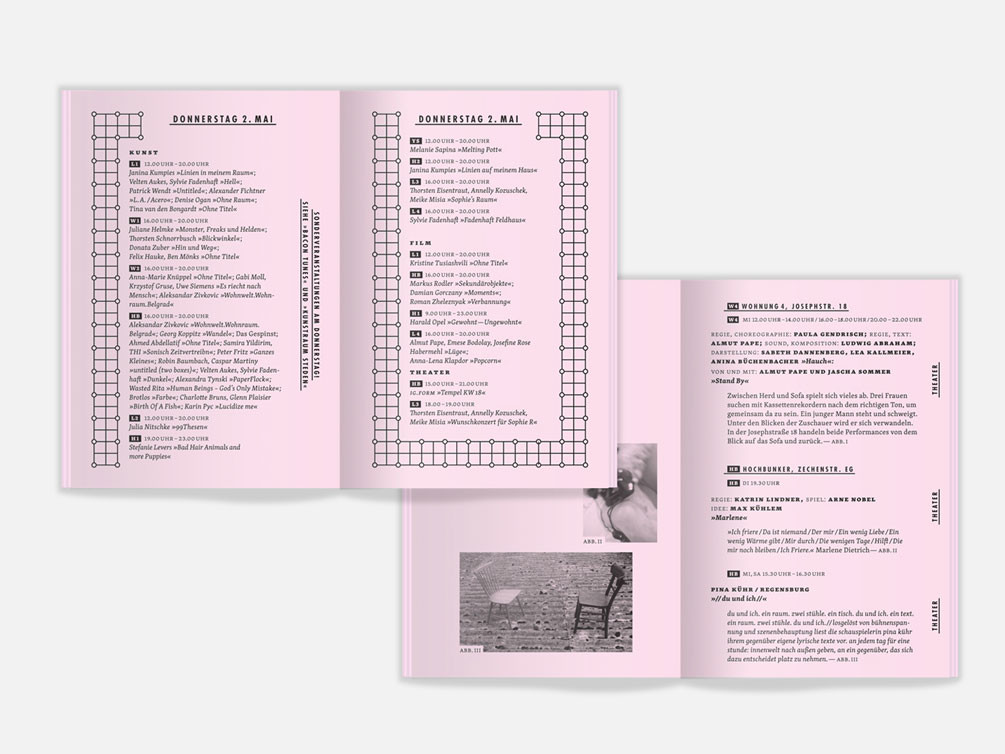 DONNERSTAG 2. MAI
KUNST
L1 12.00 UHR – 20.00 UHR
Janina Kumpies »Linien in meinem Raum«;
Velten Aukes, Sylvie Fadenhaft »Hell«;
Patrick Wendt »Untitled«; Alexander Fichtner
»L.A. / Acero«; Denise Ogan »Ohne Raum«;
Tina van den Bongardt »Ohne Titel«
W1 16.00 UHR – 20.00 UHR
Juliane Helmke »Monster, Freaks und Helden«;
Thorsten Schnorrbusch »Blickwinkel«;
Donata Zuber »Hin und Weg«;
Felix Hauke, Ben Mönks »Ohne Titel«
W2 16.00 UHR – 20.00 UHR
Anna-Marie Knüppel »Ohne Titel«; Gabi Moll,
Krzystof Gruse, Uwe Siemens »Es riecht nach
Mensch«; Aleksandar Zivkovic »Wohnwelt.Wohn-
raum.Belgrad«
HB 16.00 UHR – 20.00 UHR
Aleksandar Zivkovic »Wohnwelt.Wohnraum.
Belgrad«; Georg Koppitz »Wandel«; Das Gespinst;
Ahmed Abdellatif »Ohne Titel«; Samira Yildirim,
THI »Sonisch Zeitvertreibn«; Peter Fritz »Ganzes
Kleines«; Robin Baumbach, Caspar Martiny
»untitled (two boxes)«; Velten Aukes, Sylvie Faden-
haft »Dunkel«; Alexandra Tynski »PaperFlock«;
Wasted Rita »Human Beings – God's Only Mistake«;
Brotlos »Farbe«; Charlotte Bruns, Glenn Plaisier
»Birth Of A Fish«; Karin Pyc »Lucidize me«
12.00 UHR – 20.00 UHR
Julia Nitschke »99Thesen«
H1 19.00 UHR – 23.00 UHR
Stefanie Levers »Bad Hair Animals and
more Puppies«
SONDERVERANSTALTUNGEN AM DONNERSTAG!
SIEHE »BACON TUNES« UND »KUNSTRAUM STIEDEN«
DONNERSTAG 2. MAI
12.00 UHR – 20.00 UHR
Melanie Sapina »Melting Pott«
12.00 UHR – 20.00 UHR
Janina Kumpies »Linien auf meinem Haus«
16.00 UHR – 20.00 UHR
Thorsten Eisentraut, Annelly Kozuschek,
Meike Misia »Sophie's Raum«
L4 16.00 UHR – 20.00 UHR
Sylvie Fadenhaft »Fadenhaft Feldhaus«
FILM
L1 12.00 UHR – 20.00 UHR
Kristine Tusiashvili »Ohne Titel«
HB 16.00 UHR – 20.00 UHR
Markus Rodler »Sekundärobjekte«;
Damian Gorczany »Moments«;
Roman Zheleznyak »Verbannung«
H1 9.00 UHR – 23.00 UHR
Harald Opel »Gewohnt — Ungewohnt«
L4 16.00 UHR – 20.00 UHR
Almut Pape, Emese Bodolay, Josefine Rose
Habermehl »Lüge«;
Anna-Lena Klapdor »Popcorn«
THEATER
HB 15.00 UHR – 21.00 UHR
IG.FORM »Tempel KW 18«
18.00 – 19.00 UHR
Thorsten Eisentraut, Annelly Kozuschek,
Meike Misia »Wunschkonzert für Sophie R«
ABB. II
ABB. III
W4 WOHNUNG 4, JOSEPHSTR. 18
W4 MI 12.00 UHR – 14.00 UHR / 16.00 – 18.00 UHR / 20.00 – 22.00 UHR
REGIE, CHOREOGRAPHIE: PAULA GENDRISCH; REGIE, TEXT:
ALMUT PAPE; SOUND, KOMPOSITION: LUDWIG ABRAHAM;
DARSTELLUNG: SABETH DANNENBERG, LEA KALLMEIER,
ANINA BÜCHENBACHER »Hauch«;
VON UND MIT: ALMUT PAPE UND JASCHA SOMMER
»Stand By«
THEATER
Zwischen Herd und Sofa spielt sich vieles ab. Drei Frauen
suchen mit Kassettenrekordern nach dem richtigen Ton, um
gemeinsam da zu sein. Ein junger Mann steht und schweigt.
Unter den Blicken der Zuschauer wird er sich verwandeln.
In der Josephstraße 18 handeln beide Performances von dem
Blick auf das Sofa und zurück. — ABB. I
HB HOCHBUNKER, ZECHENSTR. EG
HB DI 19.30 UHR
REGIE: KATRIN LINDNER, SPIEL: ARNE NOBEL
IDEE: MAX KÜHLEM
»Marlene«
THEATER
»Ich friere / Da ist niemand / Der mir / Ein wenig Liebe / Ein
wenig Wärme gibt / Mir durch / Die wenigen Tage / Hilft / Die
mir noch bleiben / Ich Friere.« Marlene Dietrich — ABB. II
HB MI, SA 15.30 UHR – 16.30 UHR
PINA KÜHR / REGENSBURG
»// du und ich //«
THEATER
du und ich. ein raum. zwei stühle. ein tisch. du und ich. ein text.
ein raum. zwei stühle. du und ich. // losgelöst von bühnenspan-
nung und szenenbehauptung liest die schauspielerin pina kühr
ihrem gegenüber eigene lyrische texte vor. an jedem tag für eine
stunde: innenwelt nach außen geben, an ein gegenüber, das sich
dazu entscheidet platz zu nehmen. — ABB. III